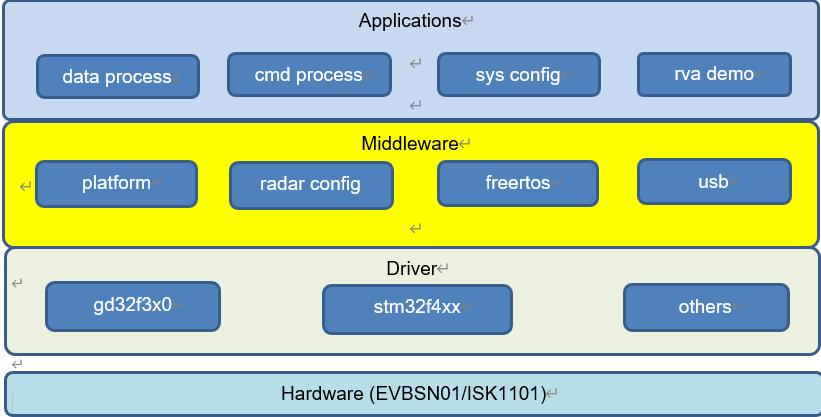 Applications
data process
cmd process
sys config
rva demo
Middleware
platform
radar config
freertos
usb
Driver
gd32f3x0
stm32f4xx
others
Hardware (EVBSN01/ISK1101)